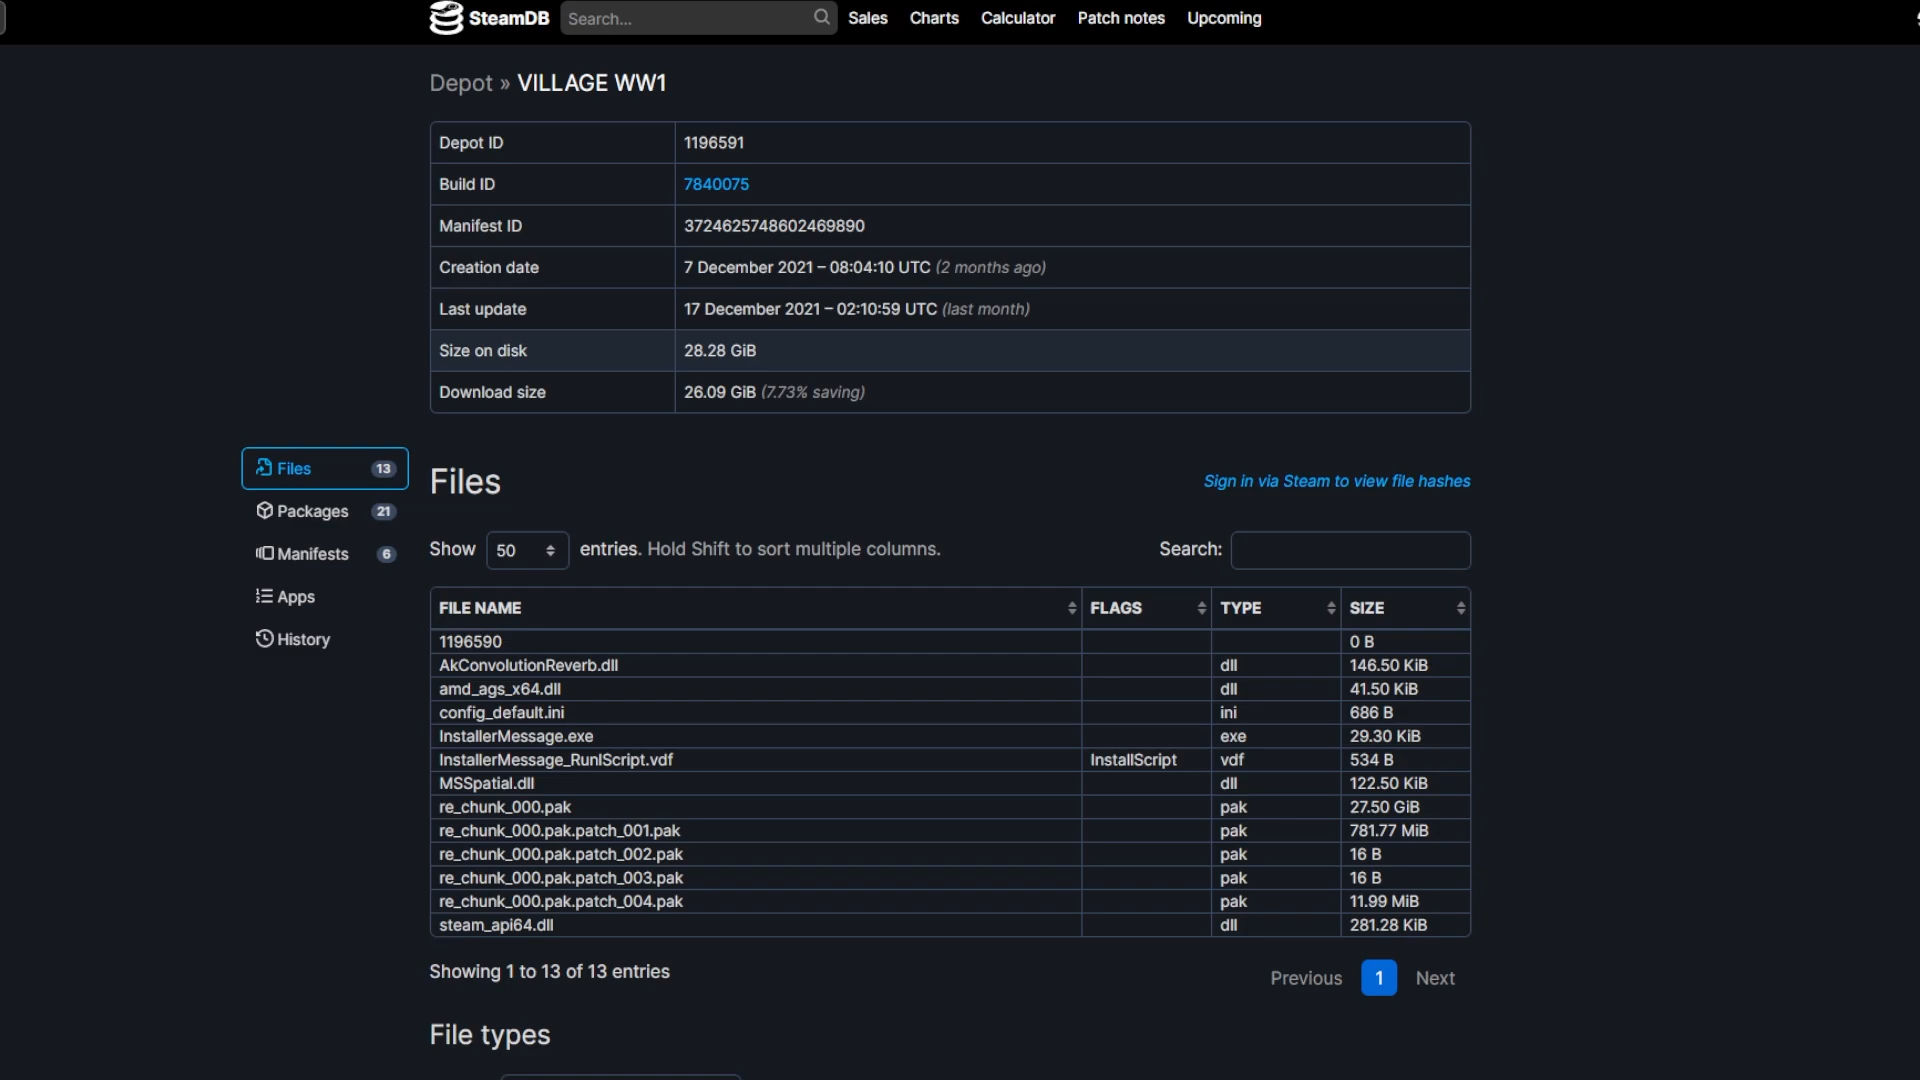 SteamDB Search... Sales Charts Calculator Patch notes Upcoming
Depot » VILLAGE WW1
Depot ID 1196591
Build ID 7840075
Manifest ID 3724625748602469890
Creation date 7 December 2021 – 08:04:10 UTC (2 months ago)
Last update 17 December 2021 – 02:10:59 UTC (last month)
Size on disk 28.28 GiB
Download size 26.09 GiB (7.73% saving)
Files 13
Packages 21
Manifests 6
Apps
History
Files Sign in via Steam to view file hashes
Show 50 entries. Hold Shift to sort multiple columns. Search:
FILE NAME FLAGS TYPE SIZE
1196590 0 B
AkConvolutionReverb.dll dll 146.50 KiB
amd_ags_x64.dll dll 41.50 KiB
config_default.ini ini 686 B
InstallerMessage.exe exe 29.30 KiB
InstallerMessage_RunIScript.vdf InstallScript vdf 534 B
MSSpatial.dll dll 122.50 KiB
re_chunk_000.pak pak 27.50 GiB
re_chunk_000.pak.patch_001.pak pak 781.77 MiB
re_chunk_000.pak.patch_002.pak pak 16 B
re_chunk_000.pak.patch_003.pak pak 16 B
re_chunk_000.pak.patch_004.pak pak 11.99 MiB
steam_api64.dll dll 281.28 KiB
Showing 1 to 13 of 13 entries Previous 1 Next
File types